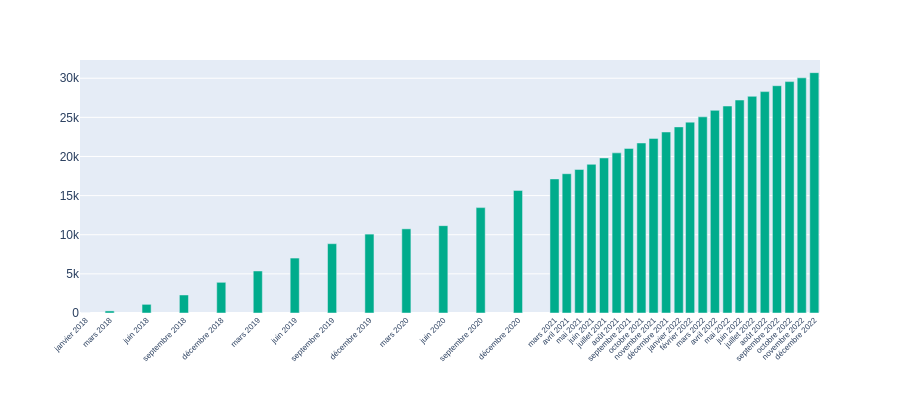 30k
25k
20k
15k
10k
5k
0
janvier 2018
mars 2018
juin 2018
septembre 2018
décembre 2018
mars 2019
juin 2019
septembre 2019
décembre 2019
mars 2020
juin 2020
septembre 2020
décembre 2020
mars 2021
avril 2021
mai 2021
juin 2021
juillet 2021
août 2021
septembre 2021
octobre 2021
novembre 2021
décembre 2021
janvier 2022
février 2022
mars 2022
avril 2022
mai 2022
juin 2022
juillet 2022
août 2022
septembre 2022
octobre 2022
novembre 2022
décembre 2022